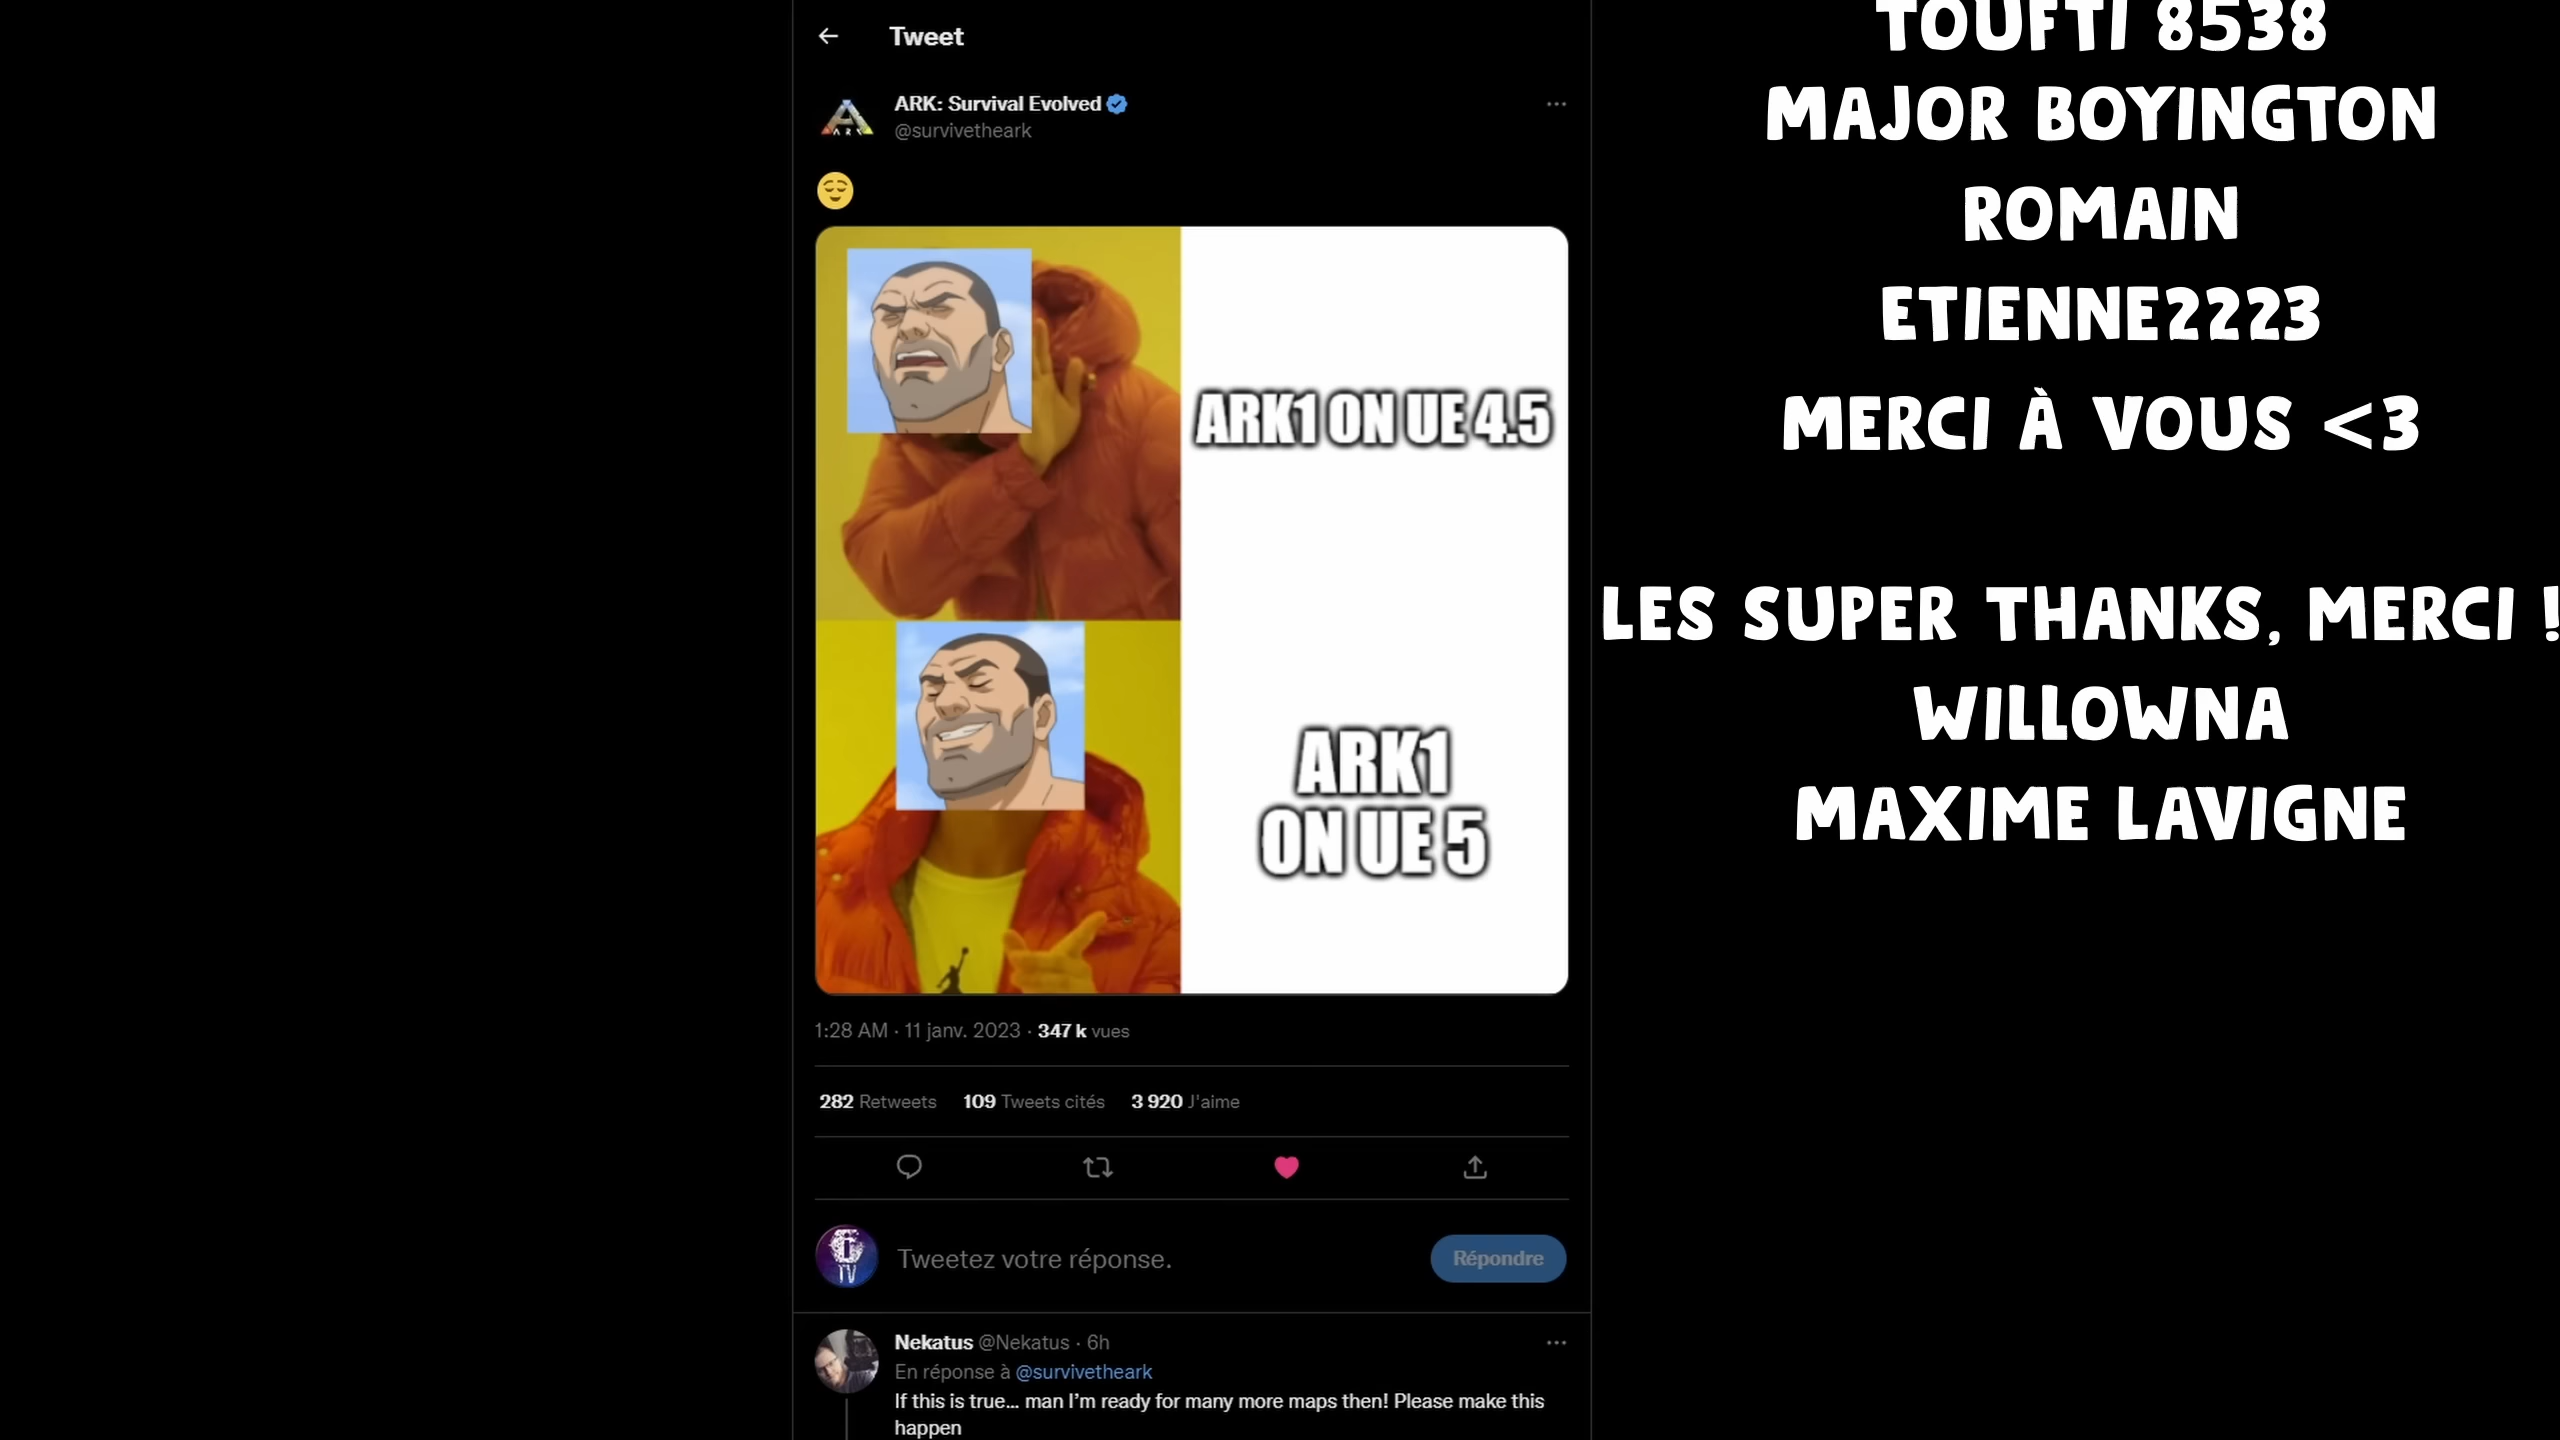 Tweet
ARK: Survival Evolved
@survivetheark
ARK
ARK1 ON UE 4.5
ARK1
ON UE 5
1:28 AM · 11 janv. 2023 · 347 k vues
282 Retweets 109 Tweets cités 3 920 J'aime
TV
Tweetez votre réponse.
Répondre
Nekatus @Nekatus · 6h
En réponse à @survivetheark
If this is true... man I'm ready for many more maps then! Please make this
happen
TOUFTI 8538
MAJOR BOYINGTON
ROMAIN
ETIENNE2223
MERCI À VOUS <3
LES SUPER THANKS, MERCI !
WILLOWNA
MAXIME LAVIGNE